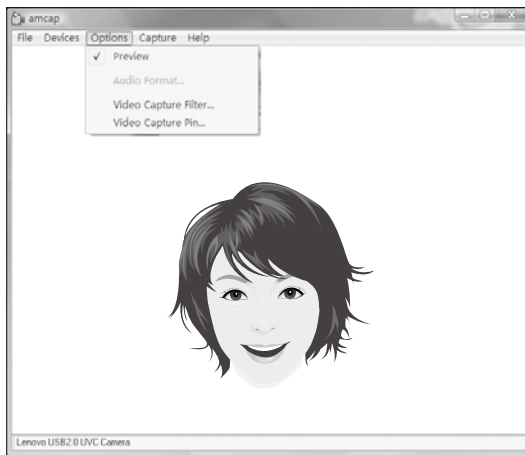 amcap
File Devices Options Capture Help
✓ Preview
Audio Format...
Video Capture Filter...
Video Capture Pin...
Lenovo USB2.0 UVC Camera